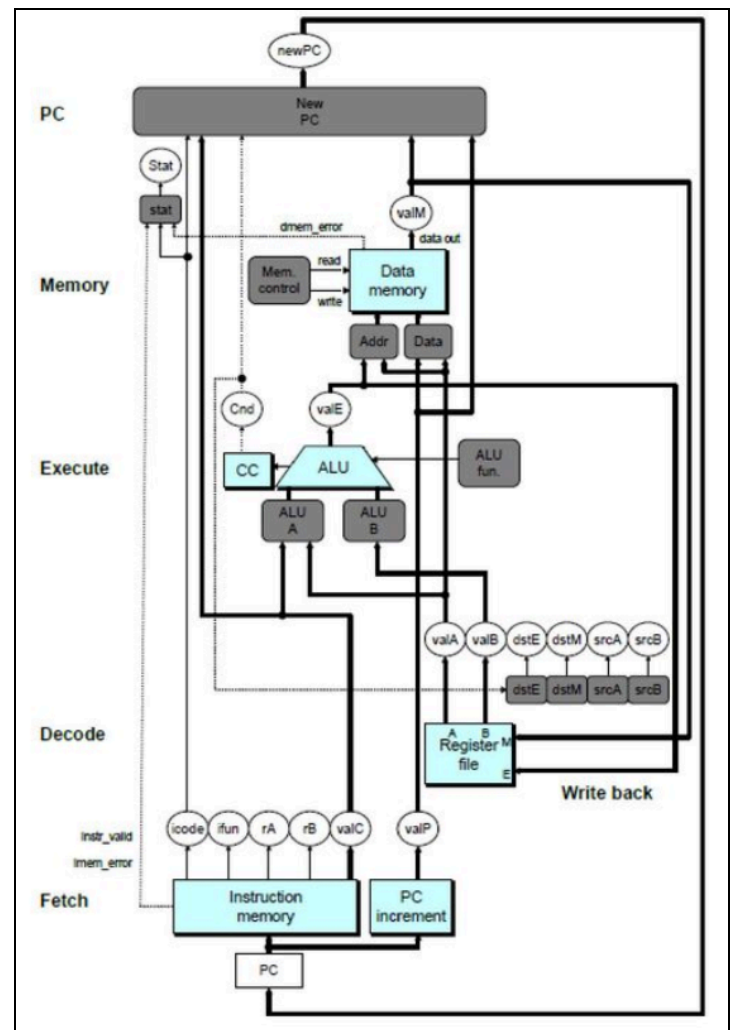 newPC
PC
New
PC
Stat
stat
valM
dmem_error
data out
Memory
Mem.
control
read
write
Data
memory
Addr
Data
Cnd
valE
Execute
CC
ALU
ALU
fun.
ALU
A
ALU
B
valA
valB
dstE
dstM
srcA
srcB
dstE
dstM
srcA
srcB
Decode
A
B
Register
file
M
E
Write back
icode
ifun
rA
rB
valC
valP
Instr_valid
Imem_error
Fetch
Instruction
memory
PC
increment
PC